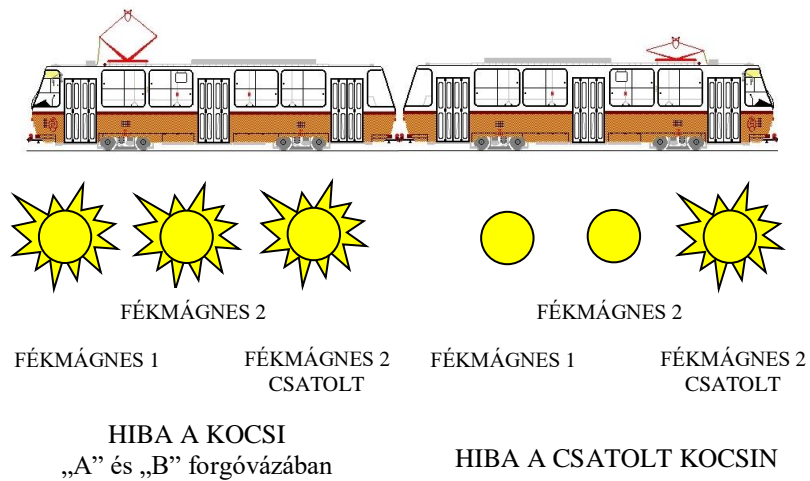 FÉKMÁGNES 2
FÉKMÁGNES 2
FÉKMÁGNES 1
FÉKMÁGNES 2
CSATOLT
FÉKMÁGNES 1
FÉKMÁGNES 2
CSATOLT
HIBA A KOCSI
„A” és „B” forgóvázában
HIBA A CSATOLT KOCSIN